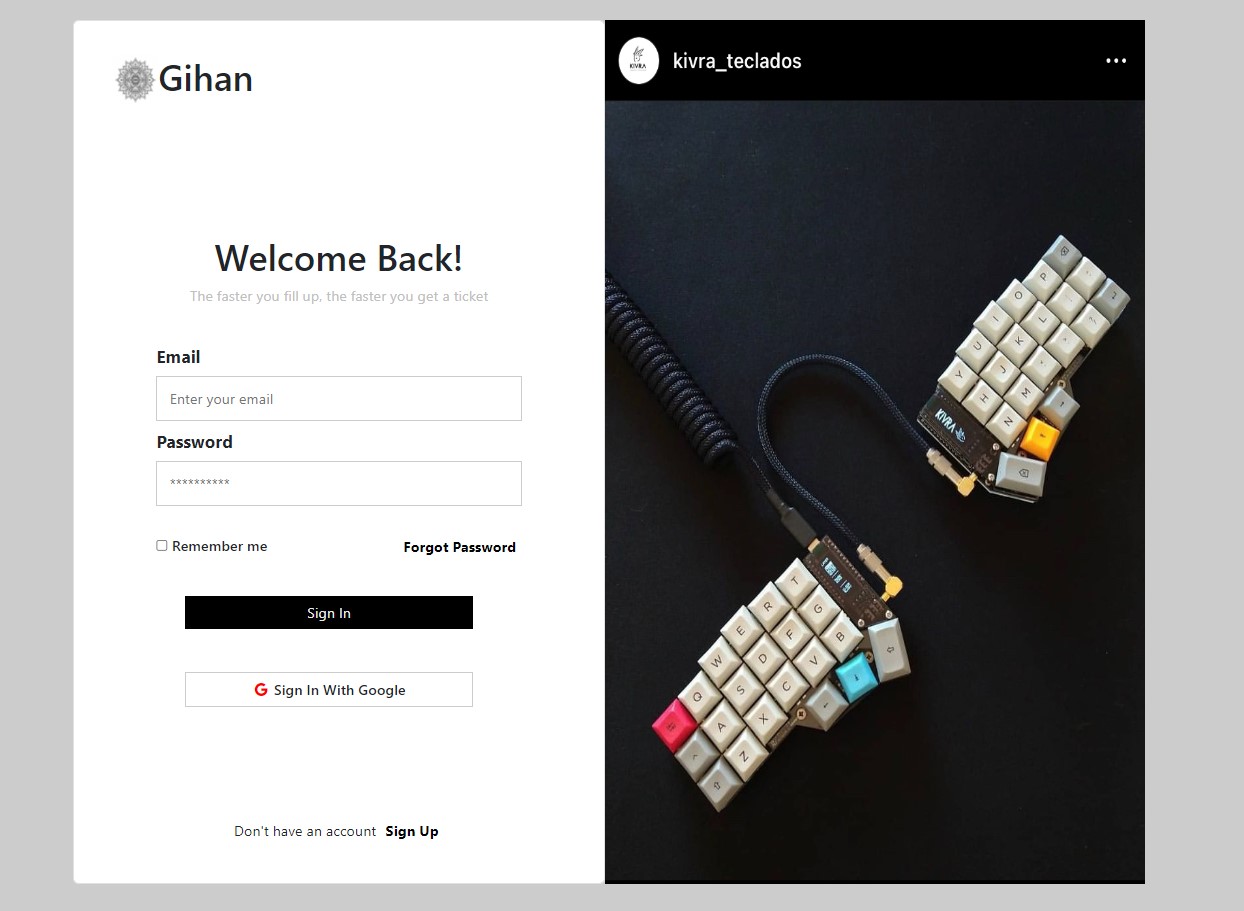 Gihan
Welcome Back!
The faster you fill up, the faster you get a ticket
Email
Enter your email
Password
**********
Remember me
Forgot Password
Sign In
G Sign In With Google
Don't have an account Sign Up
KIVRA
kivra_teclados
P
O
I L
U K
Y J M
H N
KIVRA
T
R G
E F B
W D V
Q S C
A X
Z